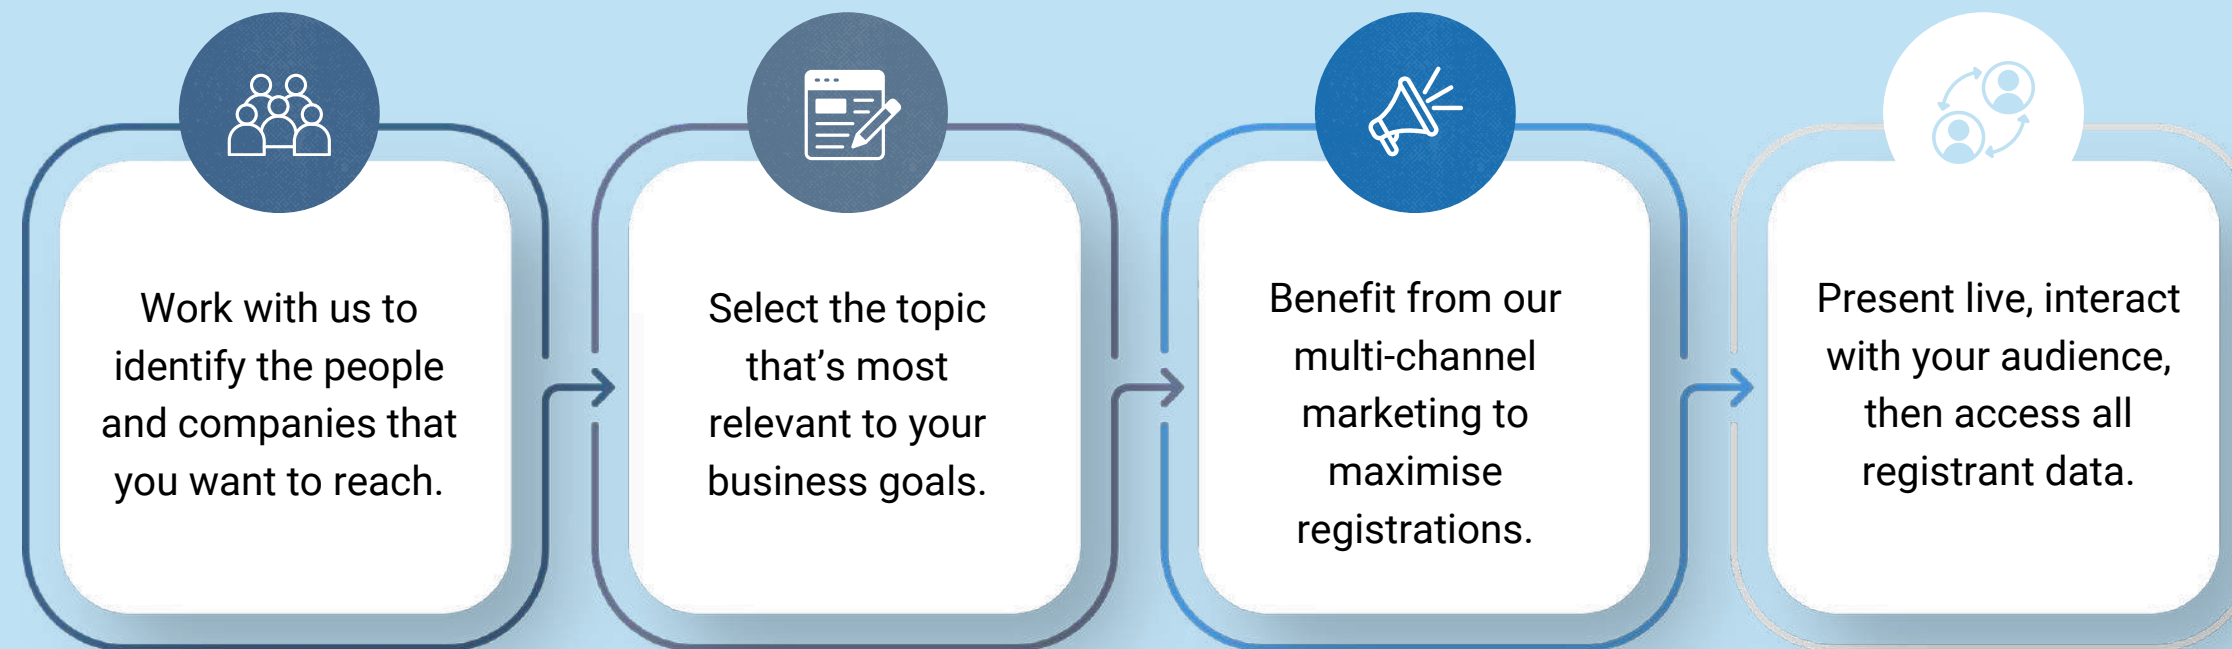 Work with us to
identify the people
and companies that
you want to reach.
Select the topic
that’s most
relevant to your
business goals.
Benefit from our
multi-channel
marketing to
maximise
registrations.
Present live, interact
with your audience,
then access all
registrant data.